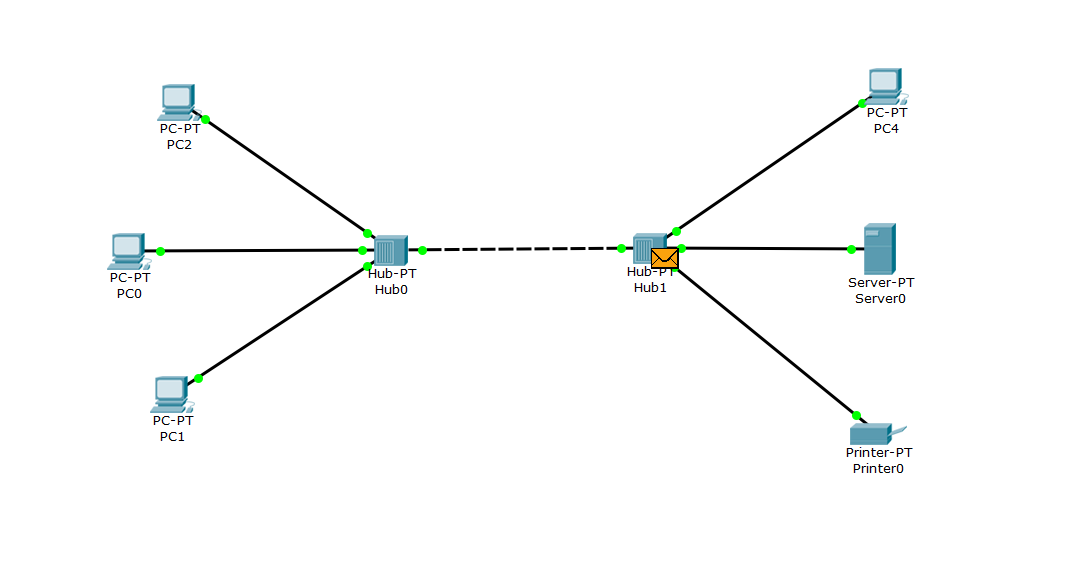 PC-PT
PC2
PC-PT
PC4
PC-PT
PC0
Hub-PT
Hub0
Hub-PT
Hub1
Server-PT
Server0
PC-PT
PC1
Printer-PT
Printer0